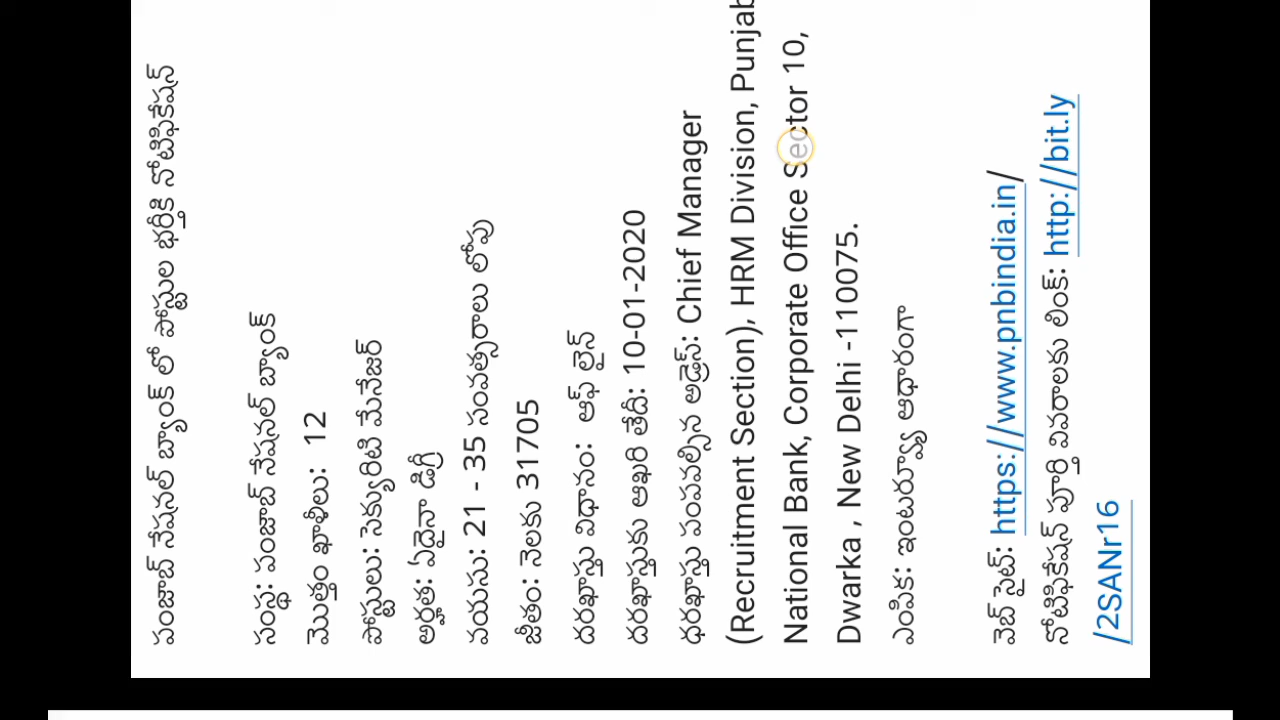 పంజాబ్ నేషనల్ బ్యాంక్ లో పోస్టుల భర్తీకి నోటిఫికేషన్
సంస్థ: పంజాబ్ నేషనల్ బ్యాంక్
మొత్తం ఖాళీలు: 12
పోస్టులు: సెక్యురిటీ మేనేజర్
అర్హత: ఏదైనా డిగ్రీ
వయసు: 21 - 35 సంవత్సరాలు లోపు
జీతం: నెలకు 31705
దరఖాస్తు విధానం: ఆఫ్ లైన్
దరఖాస్తుకు ఆఖరి తేదీ: 10-01-2020
ధరఖాస్తు పంపవల్సిన అడ్రెస్: Chief Manager
(Recruitment Section), HRM Division, Punjab
National Bank, Corporate Office Sector 10,
Dwarka , New Delhi -110075.
ఎంపిక: ఇంటర్వ్యూ ఆధారంగా
వెబ్ సైట్: https://www.pnbindia.in/
నోటిఫికేషన్ పూర్తి వివరాలకు లింక్: http://bit.ly
/2SANr16